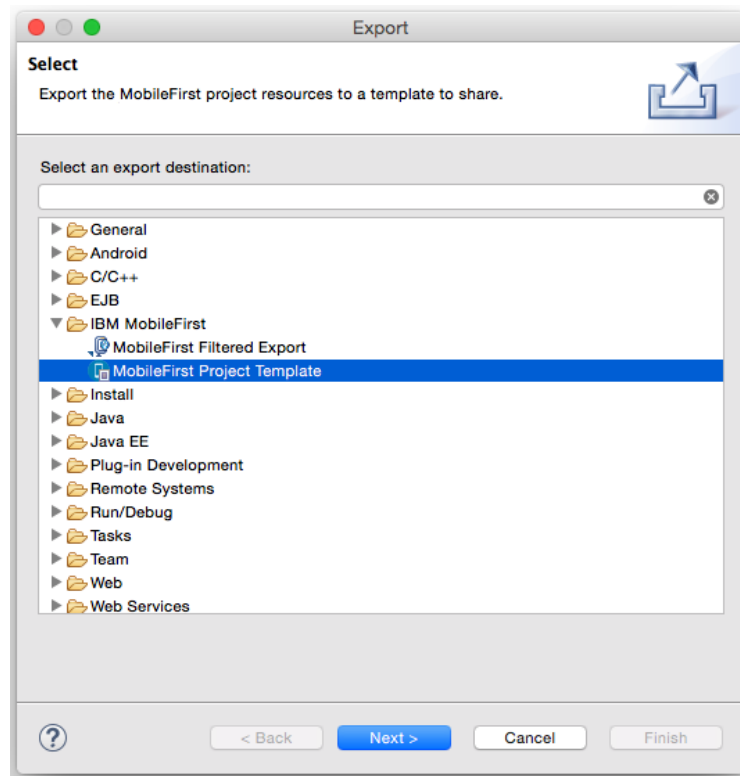 Export
Select
Export the MobileFirst project resources to a template to share.
Select an export destination:
General
Android
C/C++
EJB
IBM MobileFirst
MobileFirst Filtered Export
MobileFirst Project Template
Install
Java
Java EE
Plug-in Development
Remote Systems
Run/Debug
Tasks
Team
Web
Web Services
? < Back Next > Cancel Finish